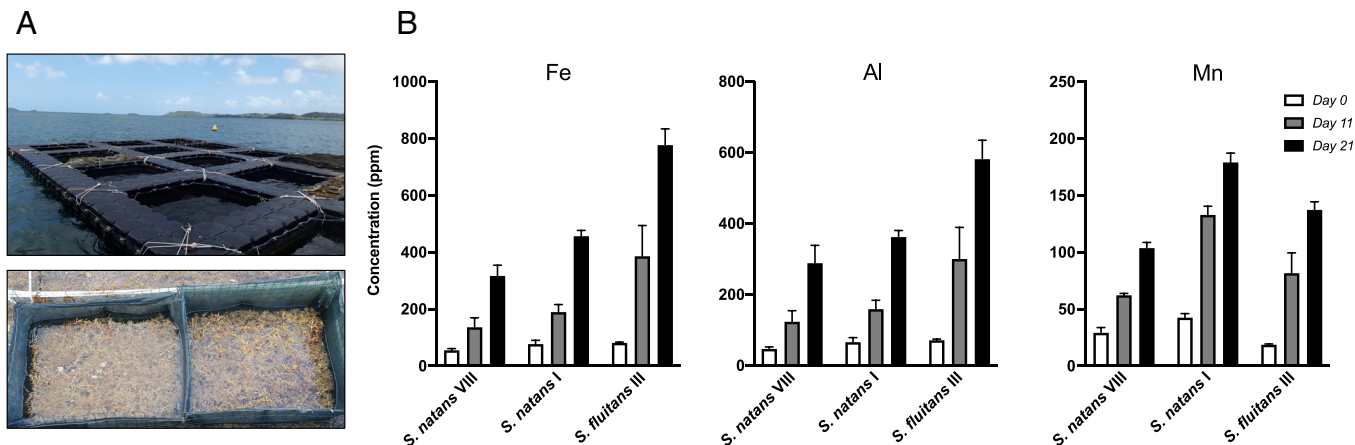 A
B
Fe
Al
Mn
Concentration (ppm)
1000
800
600
400
200
0
S. natans VIII
S. natans I
S. fluitans III
800
600
400
200
0
S. natans VIII
S. natans I
S. fluitans III
250
200
150
100
50
0
S. natans VIII
S. natans I
S. fluitans III
Day 0
Day 11
Day 21